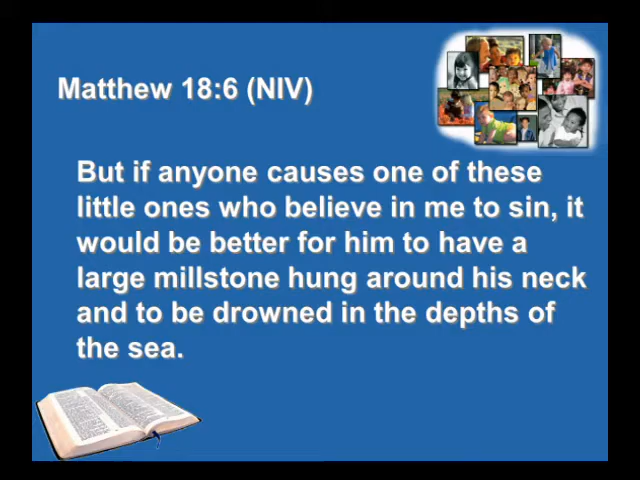 Matthew 18:6 (NIV)
But if anyone causes one of these
little ones who believe in me to sin, it
would be better for him to have a
large millstone hung around his neck
and to be drowned in the depths of
the sea.